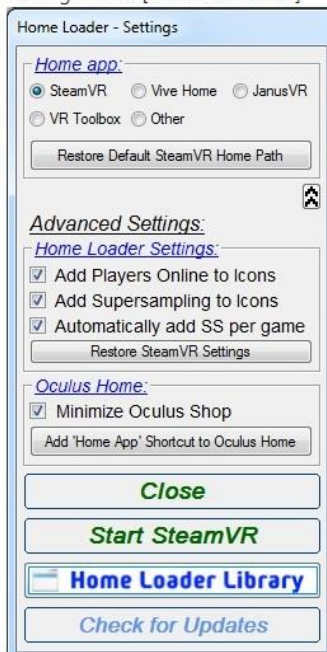 Home Loader - Settings
Home app:
SteamVR Vive Home JanusVR
VR Toolbox Other
Restore Default SteamVR Home Path
Advanced Settings:
Home Loader Settings:
Add Players Online to Icons
Add Supersampling to Icons
Automatically add SS per game
Restore SteamVR Settings
Oculus Home:
Minimize Oculus Shop
Add 'Home App' Shortcut to Oculus Home
Close
Start SteamVR
Home Loader Library
Check for Updates